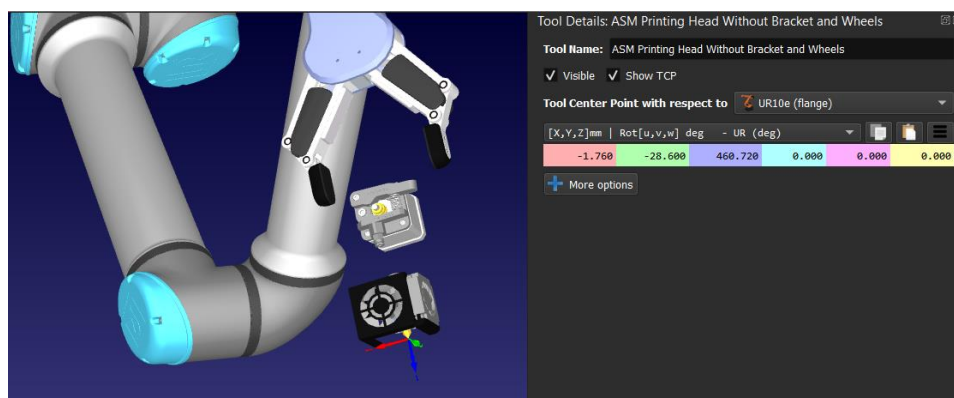 Tool Details: ASM Printing Head Without Bracket and Wheels
Tool Name: ASM Printing Head Without Bracket and Wheels
Visible Show TCP
Tool Center Point with respect to UR10e (flange)
[X,Y,Z]mm | Rot[u,v,w] deg - UR (deg)
-1.760 -28.600 460.720 0.000 0.000 0.000
More options